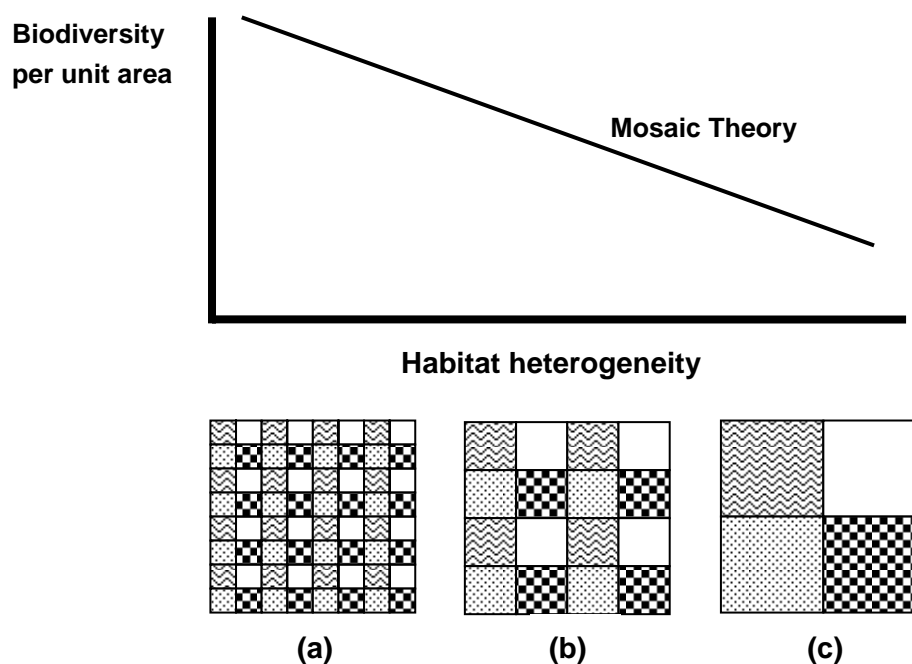 Biodiversity
per unit area
Mosaic Theory
Habitat heterogeneity
(a)
(b)
(c)